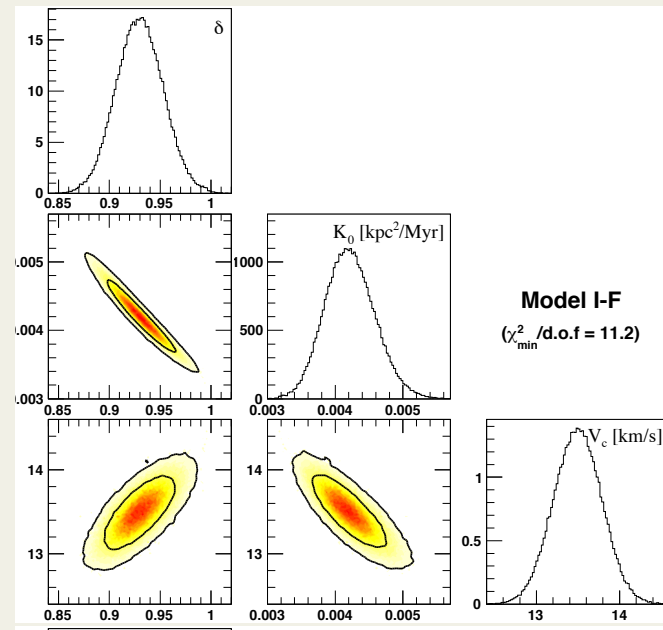 δ
15
10
5
0
0.85 0.9 0.95 1
K₀ [kpc²/Myr]
0.005 1000
.004 500
.003 0
0.85 0.9 0.95 1 0.003 0.004 0.005
Model I-F
(χ²min/d.o.f = 11.2)
V_c [km/s]
14 14 1
13 13
0
0.85 0.9 0.95 1 0.003 0.004 0.005 13 14